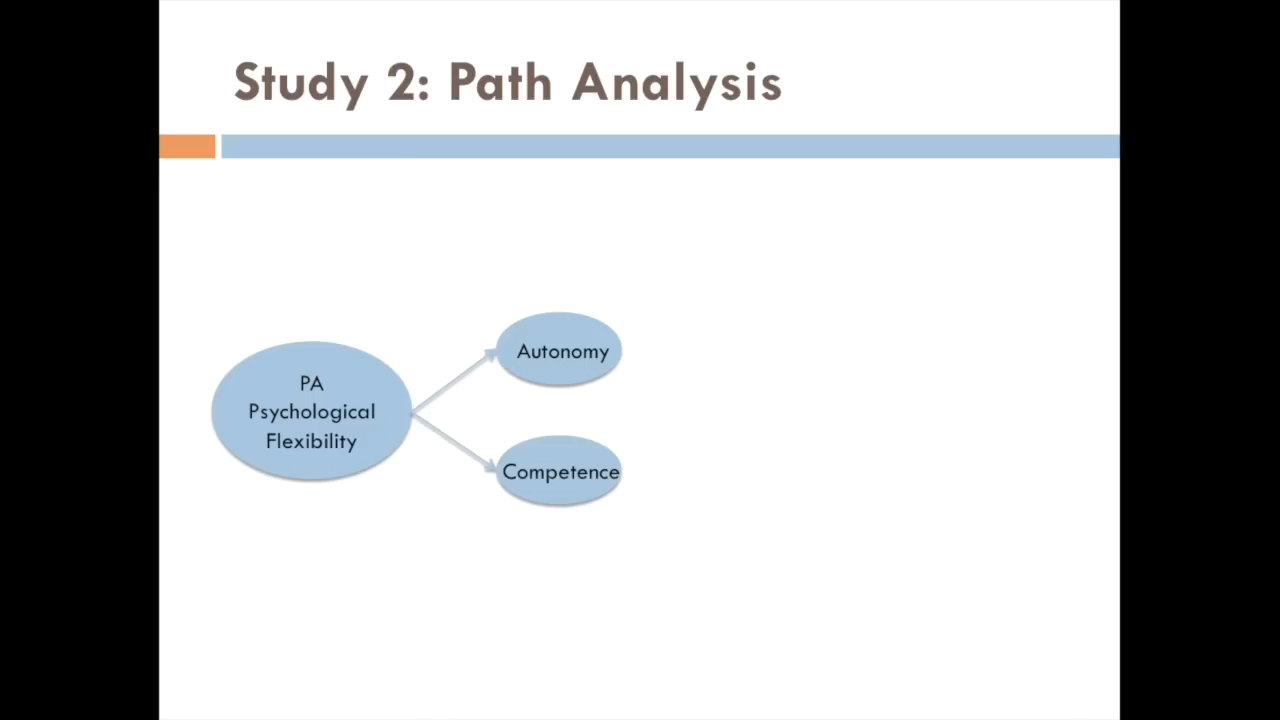 Study 2: Path Analysis
Autonomy
PA
Psychological
Flexibility
Competence